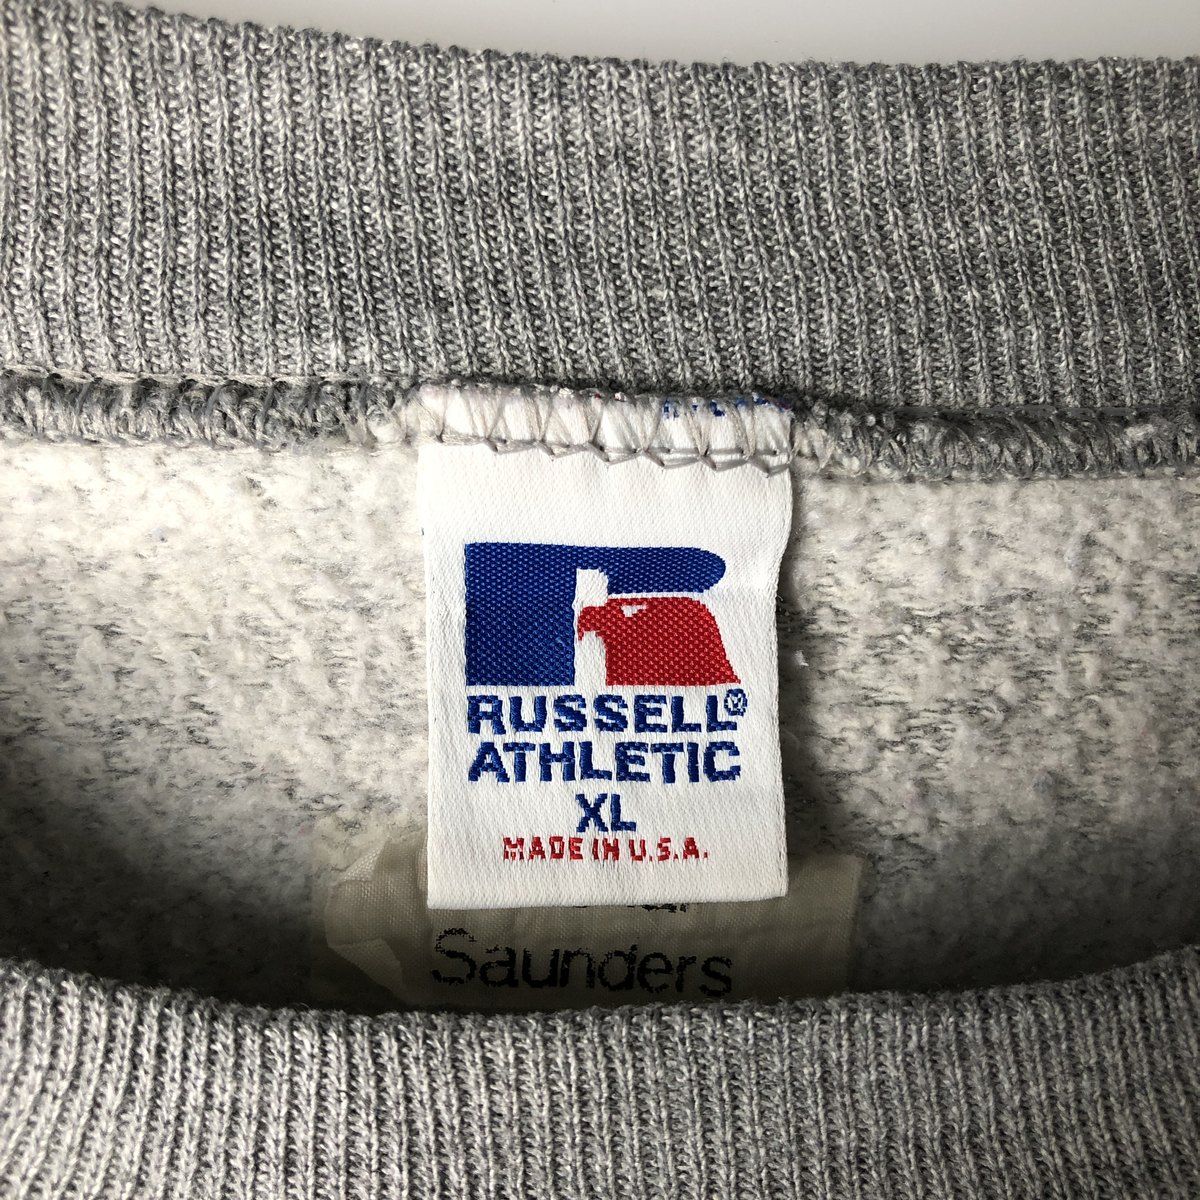 RUSSELL®
ATHLETIC
XL
MADE IN U.S.A.
Saunders